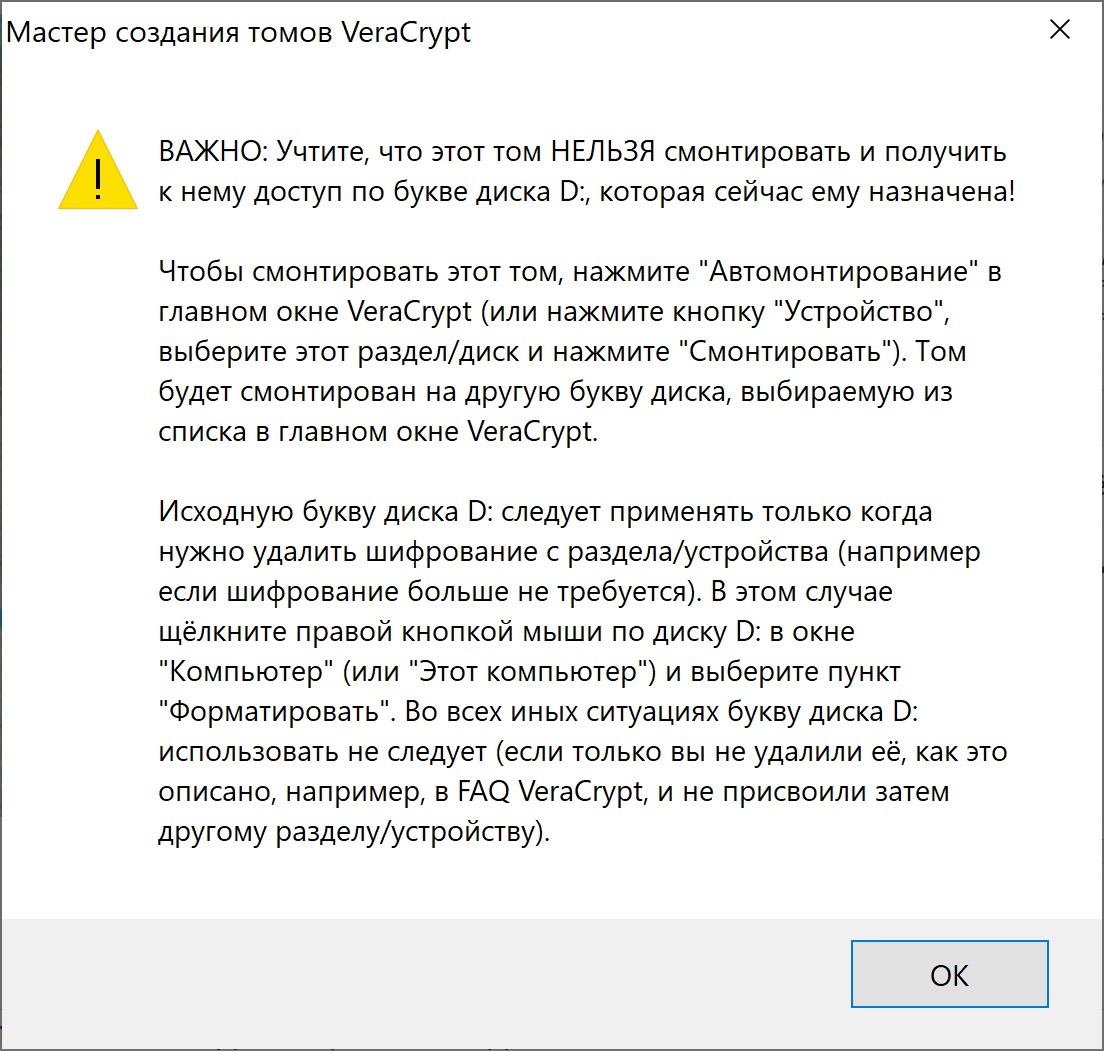 Мастер создания томов VeraCrypt
ВАЖНО: Учтите, что этот том НЕЛЬЗЯ смонтировать и получить
к нему доступ по букве диска D:, которая сейчас ему назначена!
Чтобы смонтировать этот том, нажмите "Автомонтирование" в
главном окне VeraCrypt (или нажмите кнопку "Устройство",
выберите этот раздел/диск и нажмите "Смонтировать"). Том
будет смонтирован на другую букву диска, выбираемую из
списка в главном окне VeraCrypt.
Исходную букву диска D: следует применять только когда
нужно удалить шифрование с раздела/устройства (например
если шифрование больше не требуется). В этом случае
щёлкните правой кнопкой мыши по диску D: в окне
"Компьютер" (или "Этот компьютер") и выберите пункт
"Форматировать". Во всех иных ситуациях букву диска D:
использовать не следует (если только вы не удалили её, как это
описано, например, в FAQ VeraCrypt, и не присвоили затем
другому разделу/устройству).
OK